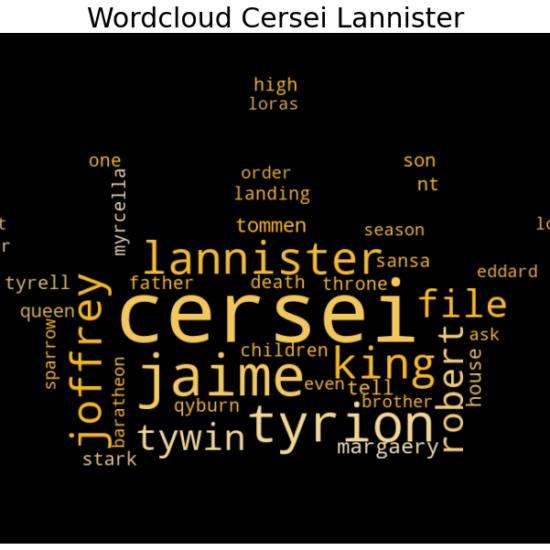 Wordcloud Cersei Lannister
high
loras
one
son
order
nt
landing
myrcella
tommen
season
lannister
sansa
eddard
tyrell
father
death
throne
cersei
file
queen
joffrey
sparrow
children
king
ask
jaime
robert
house
baratheon
even
tell
qyburn
brother
tyrion
tywin
margaery
stark